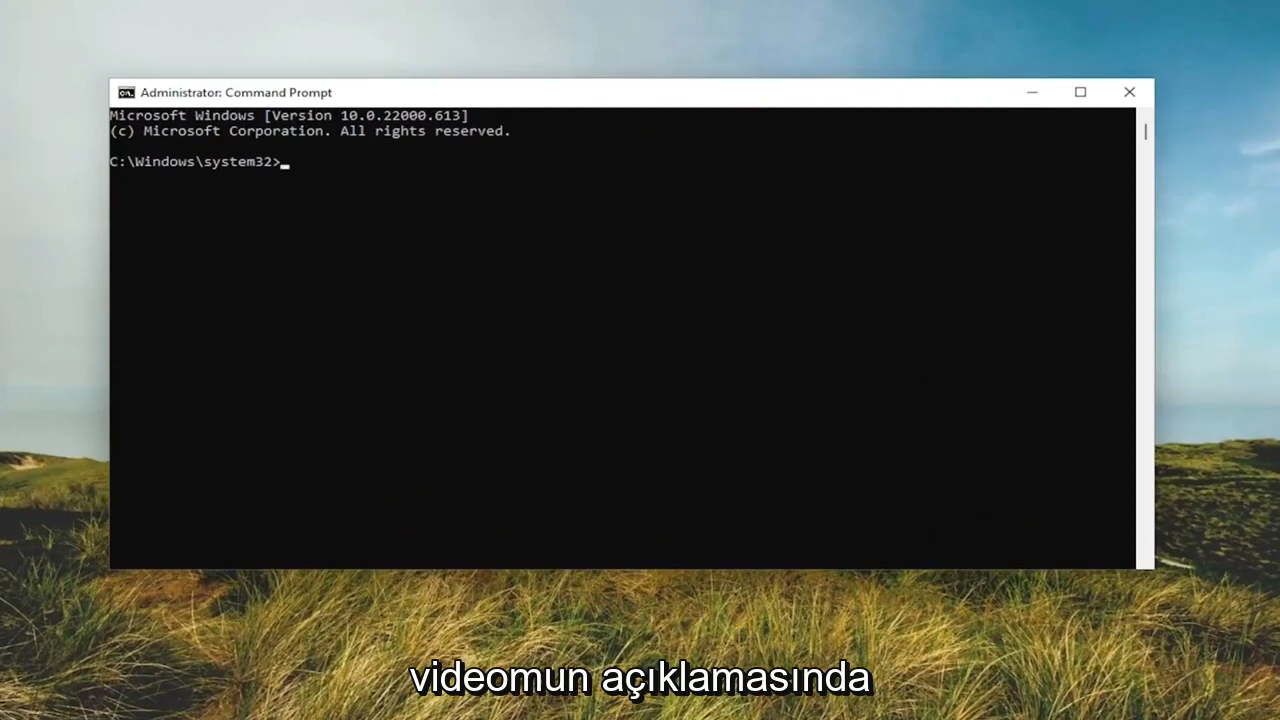 Administrator: Command Prompt
Microsoft Windows [Version 10.0.22000.613]
(c) Microsoft Corporation. All rights reserved.
C:\Windows\system32>
videomun açıklamasında